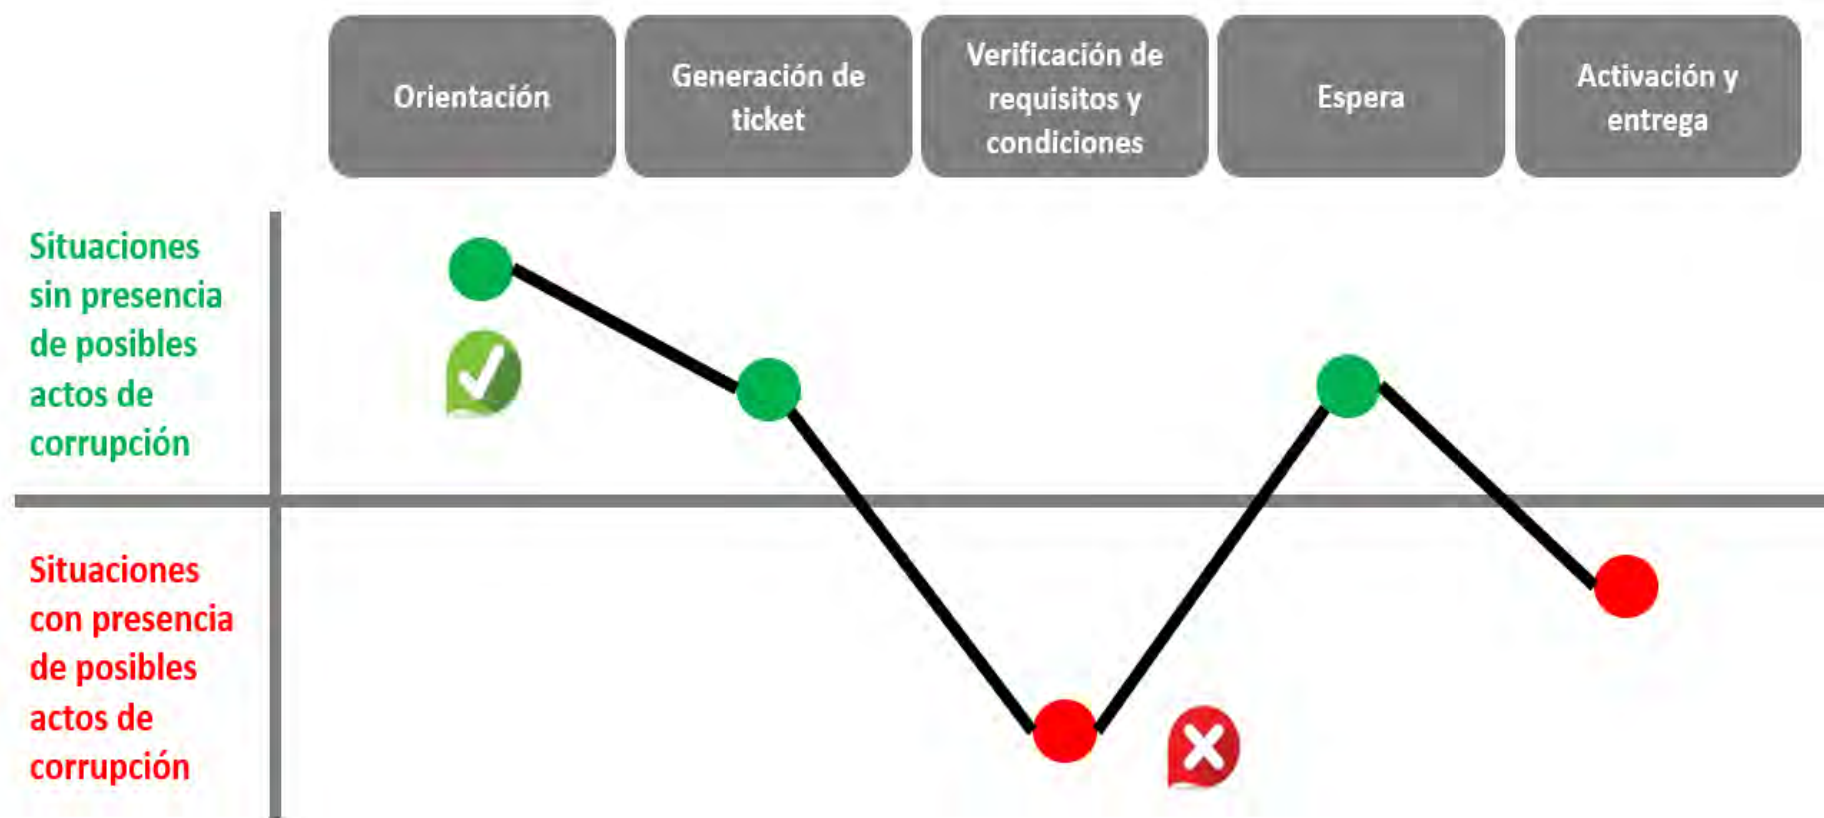 Orientación
Generación de
ticket
Verificación de
requisitos y
condiciones
Espera
Activación y
entrega
Situaciones
sin presencia
de posibles
actos de
corrupción
Situaciones
con presencia
de posibles
actos de
corrupción